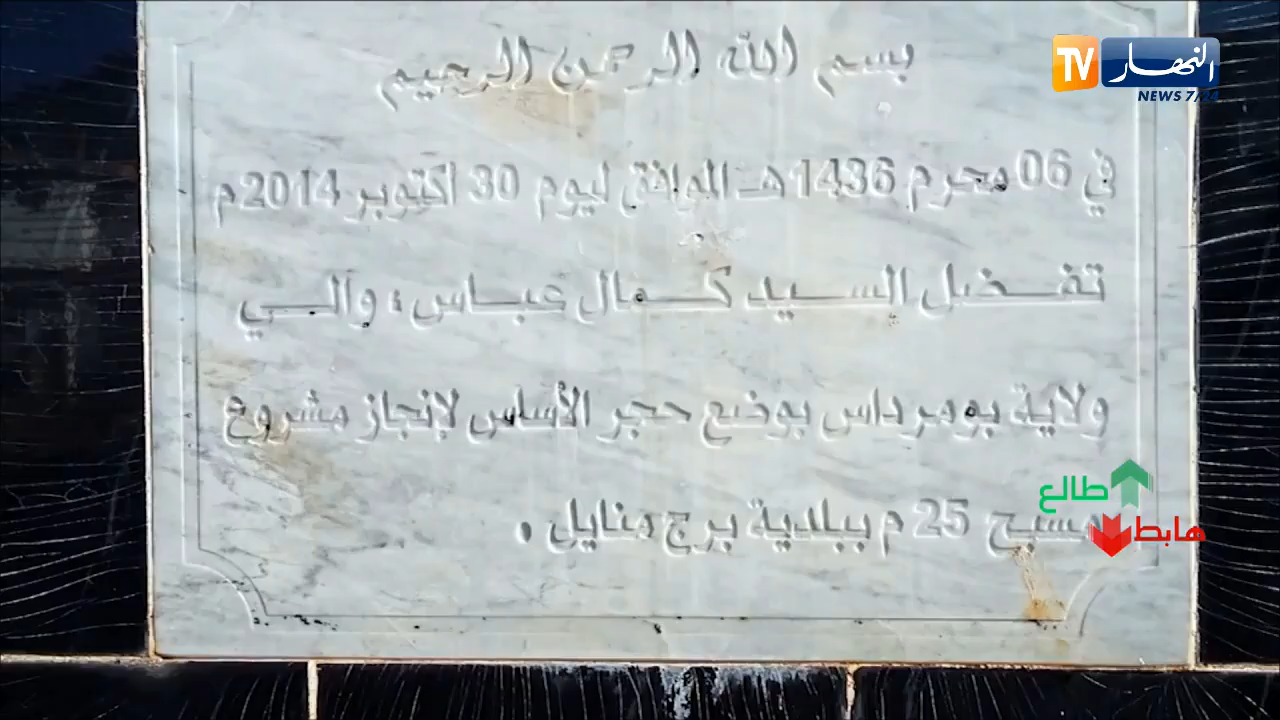 بسم الله الرحمن الرحيم
النهار TV
NEWS 7/24
في 06 محرم 1436هـ الموافق ليوم 30 أكتوبر 2014م
تفضل السيد كمال عباس، والي
ولاية بومرداس بوضع حجر الأساس لإنجاز مشروع
مسبح 25 م ببلدية برج منايل .
طالع
هابط